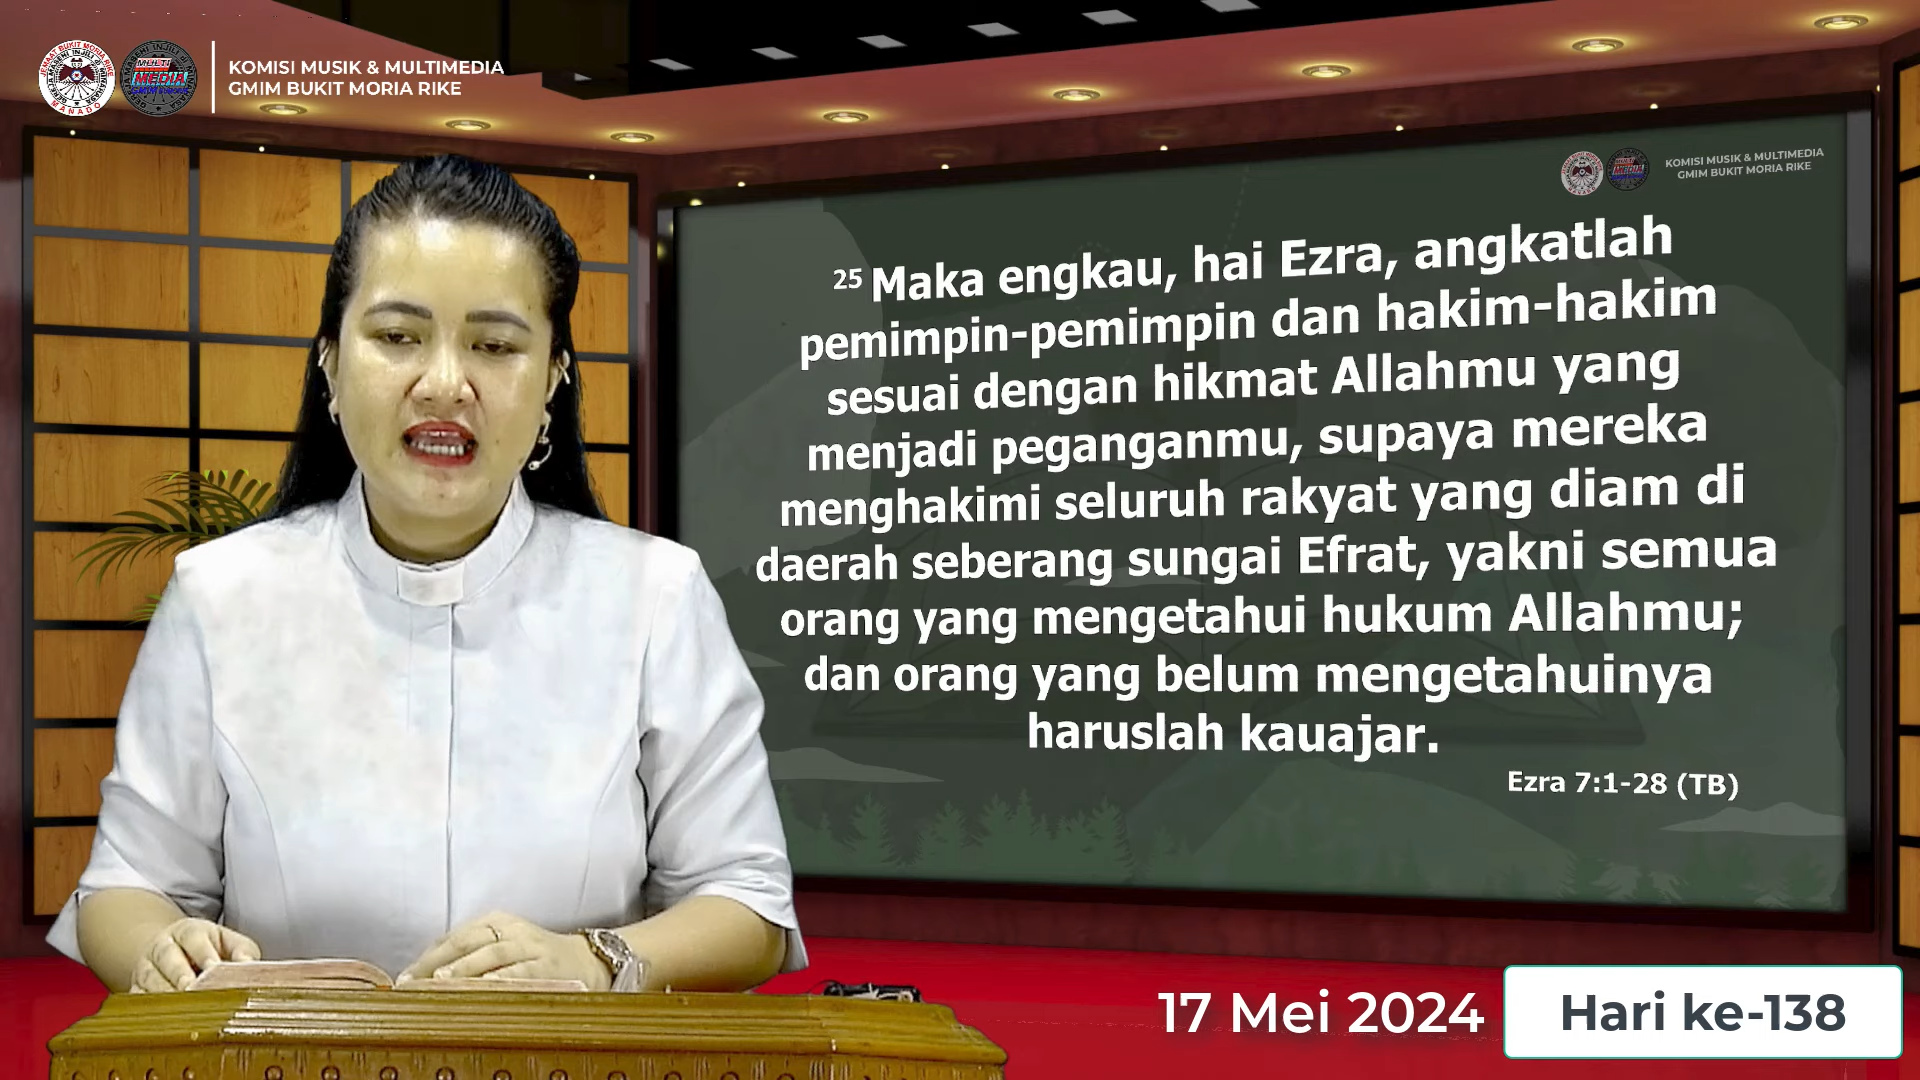 KOMISI MUSIK & MULTIMEDIA
GMIM BUKIT MORIA RIKE
MULTI
MEDIA
KOMISI MUSIK & MULTIMEDIA
GMIM BUKIT MORIA RIKE
25 Maka engkau, hai Ezra, angkatlah
pemimpin-pemimpin dan hakim-hakim
sesuai dengan hikmat Allahmu yang
menjadi peganganmu, supaya mereka
menghakimi seluruh rakyat yang diam di
daerah seberang sungai Efrat, yakni semua
orang yang mengetahui hukum Allahmu;
dan orang yang belum mengetahuinya
haruslah kauajar.
Ezra 7:1-28 (TB)
17 Mei 2024
Hari ke-138